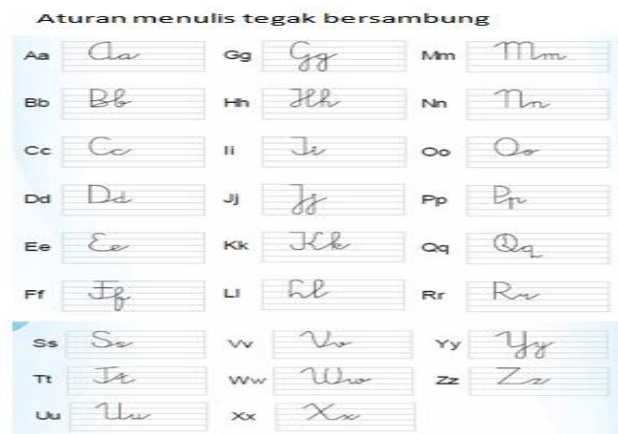 Aturan menulis tegak bersambung
Aa Aa Gg Gg Mm Mm
Bb Bb Hh Hh Nn Nn
Cc Cc Ii Ii Oo Oo
Dd Dd Jj Jj Pp Pp
Ee Ee Kk Kk Qq Qq
Ff Ff Ll Ll Rr Rr
Ss Ss Vv Vv Yy Yy
Tt Tt Ww Ww Zz Zz
Uu Uu Xx Xx